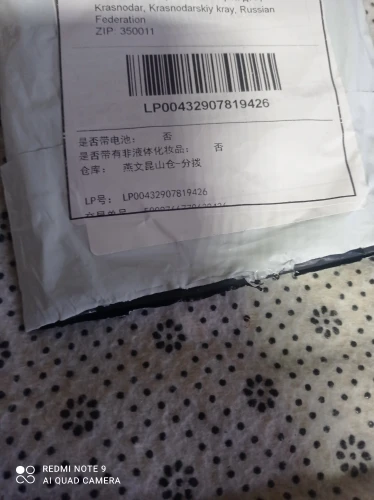 Krasnodar, Krasnodarskiy kray, Russian
Federation
ZIP: 350011
LP00432907819426
是否带电池： 否
是否带有非液体化妆品： 否
仓库： 燕文昆山仓-分拨
LP号： LP00432907819426
REDMI NOTE 9
AI QUAD CAMERA